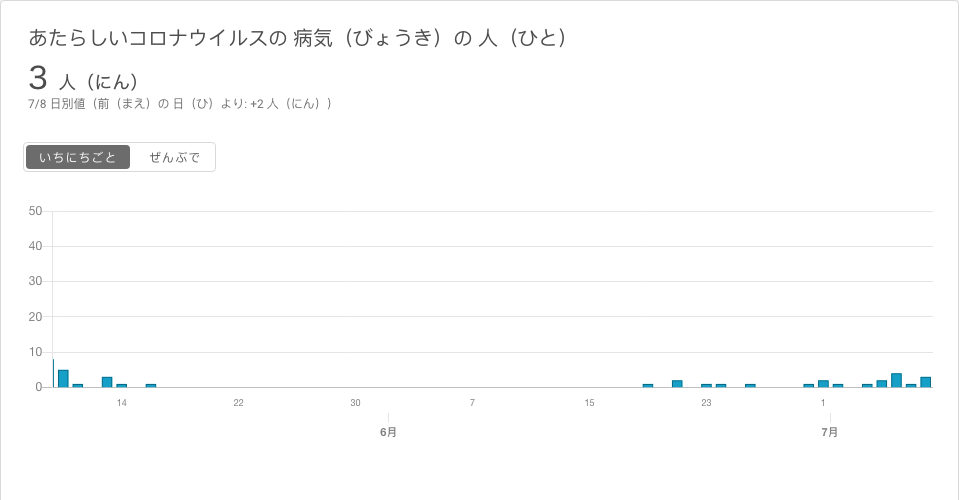 あたらしいコロナウイルスの 病気（びょうき）の 人（ひと）
3 人（にん）
7/8 日別値（前（まえ）の 日（ひ）より: +2 人（にん））
いちにちごと ぜんぶで
50
40
30
20
10
0
14 22 30 7 15 23 1
6月 7月